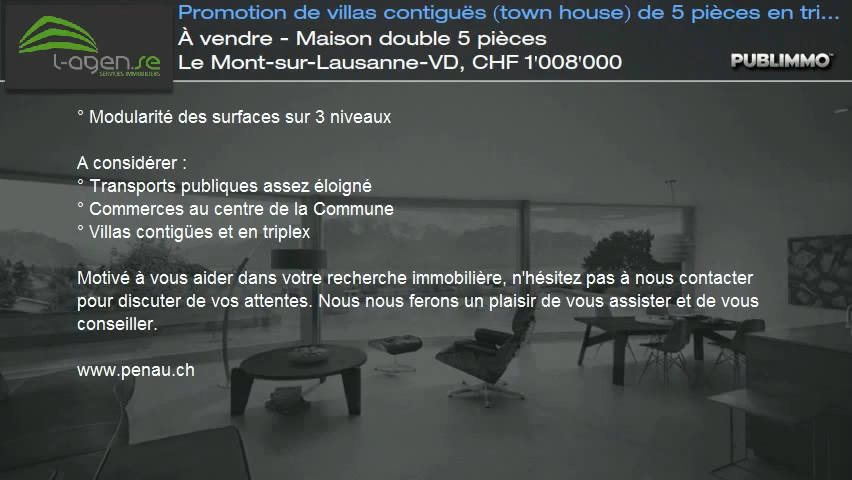 Promotion de villas contiguës (town house) de 5 pièces en tri...
À vendre - Maison double 5 pièces
Le Mont-sur-Lausanne-VD, CHF 1'008'000
l-agen.se
SERVICES IMMOBILIERS
PUBLIMMO™
° Modularité des surfaces sur 3 niveaux
A considérer :
° Transports publiques assez éloigné
° Commerces au centre de la Commune
° Villas contigües et en triplex
Motivé à vous aider dans votre recherche immobilière, n'hésitez pas à nous contacter
pour discuter de vos attentes. Nous nous ferons un plaisir de vous assister et de vous
conseiller.
www.penau.ch